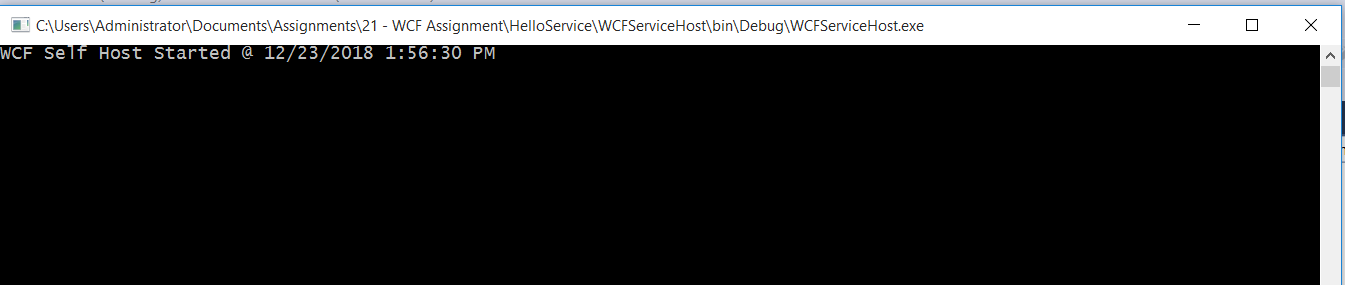 C:\Users\Administrator\Documents\Assignments\21 - WCF Assignment\HelloService\WCFServiceHost\bin\Debug\WCFServiceHost.exe
WCF Self Host Started @ 12/23/2018 1:56:30 PM